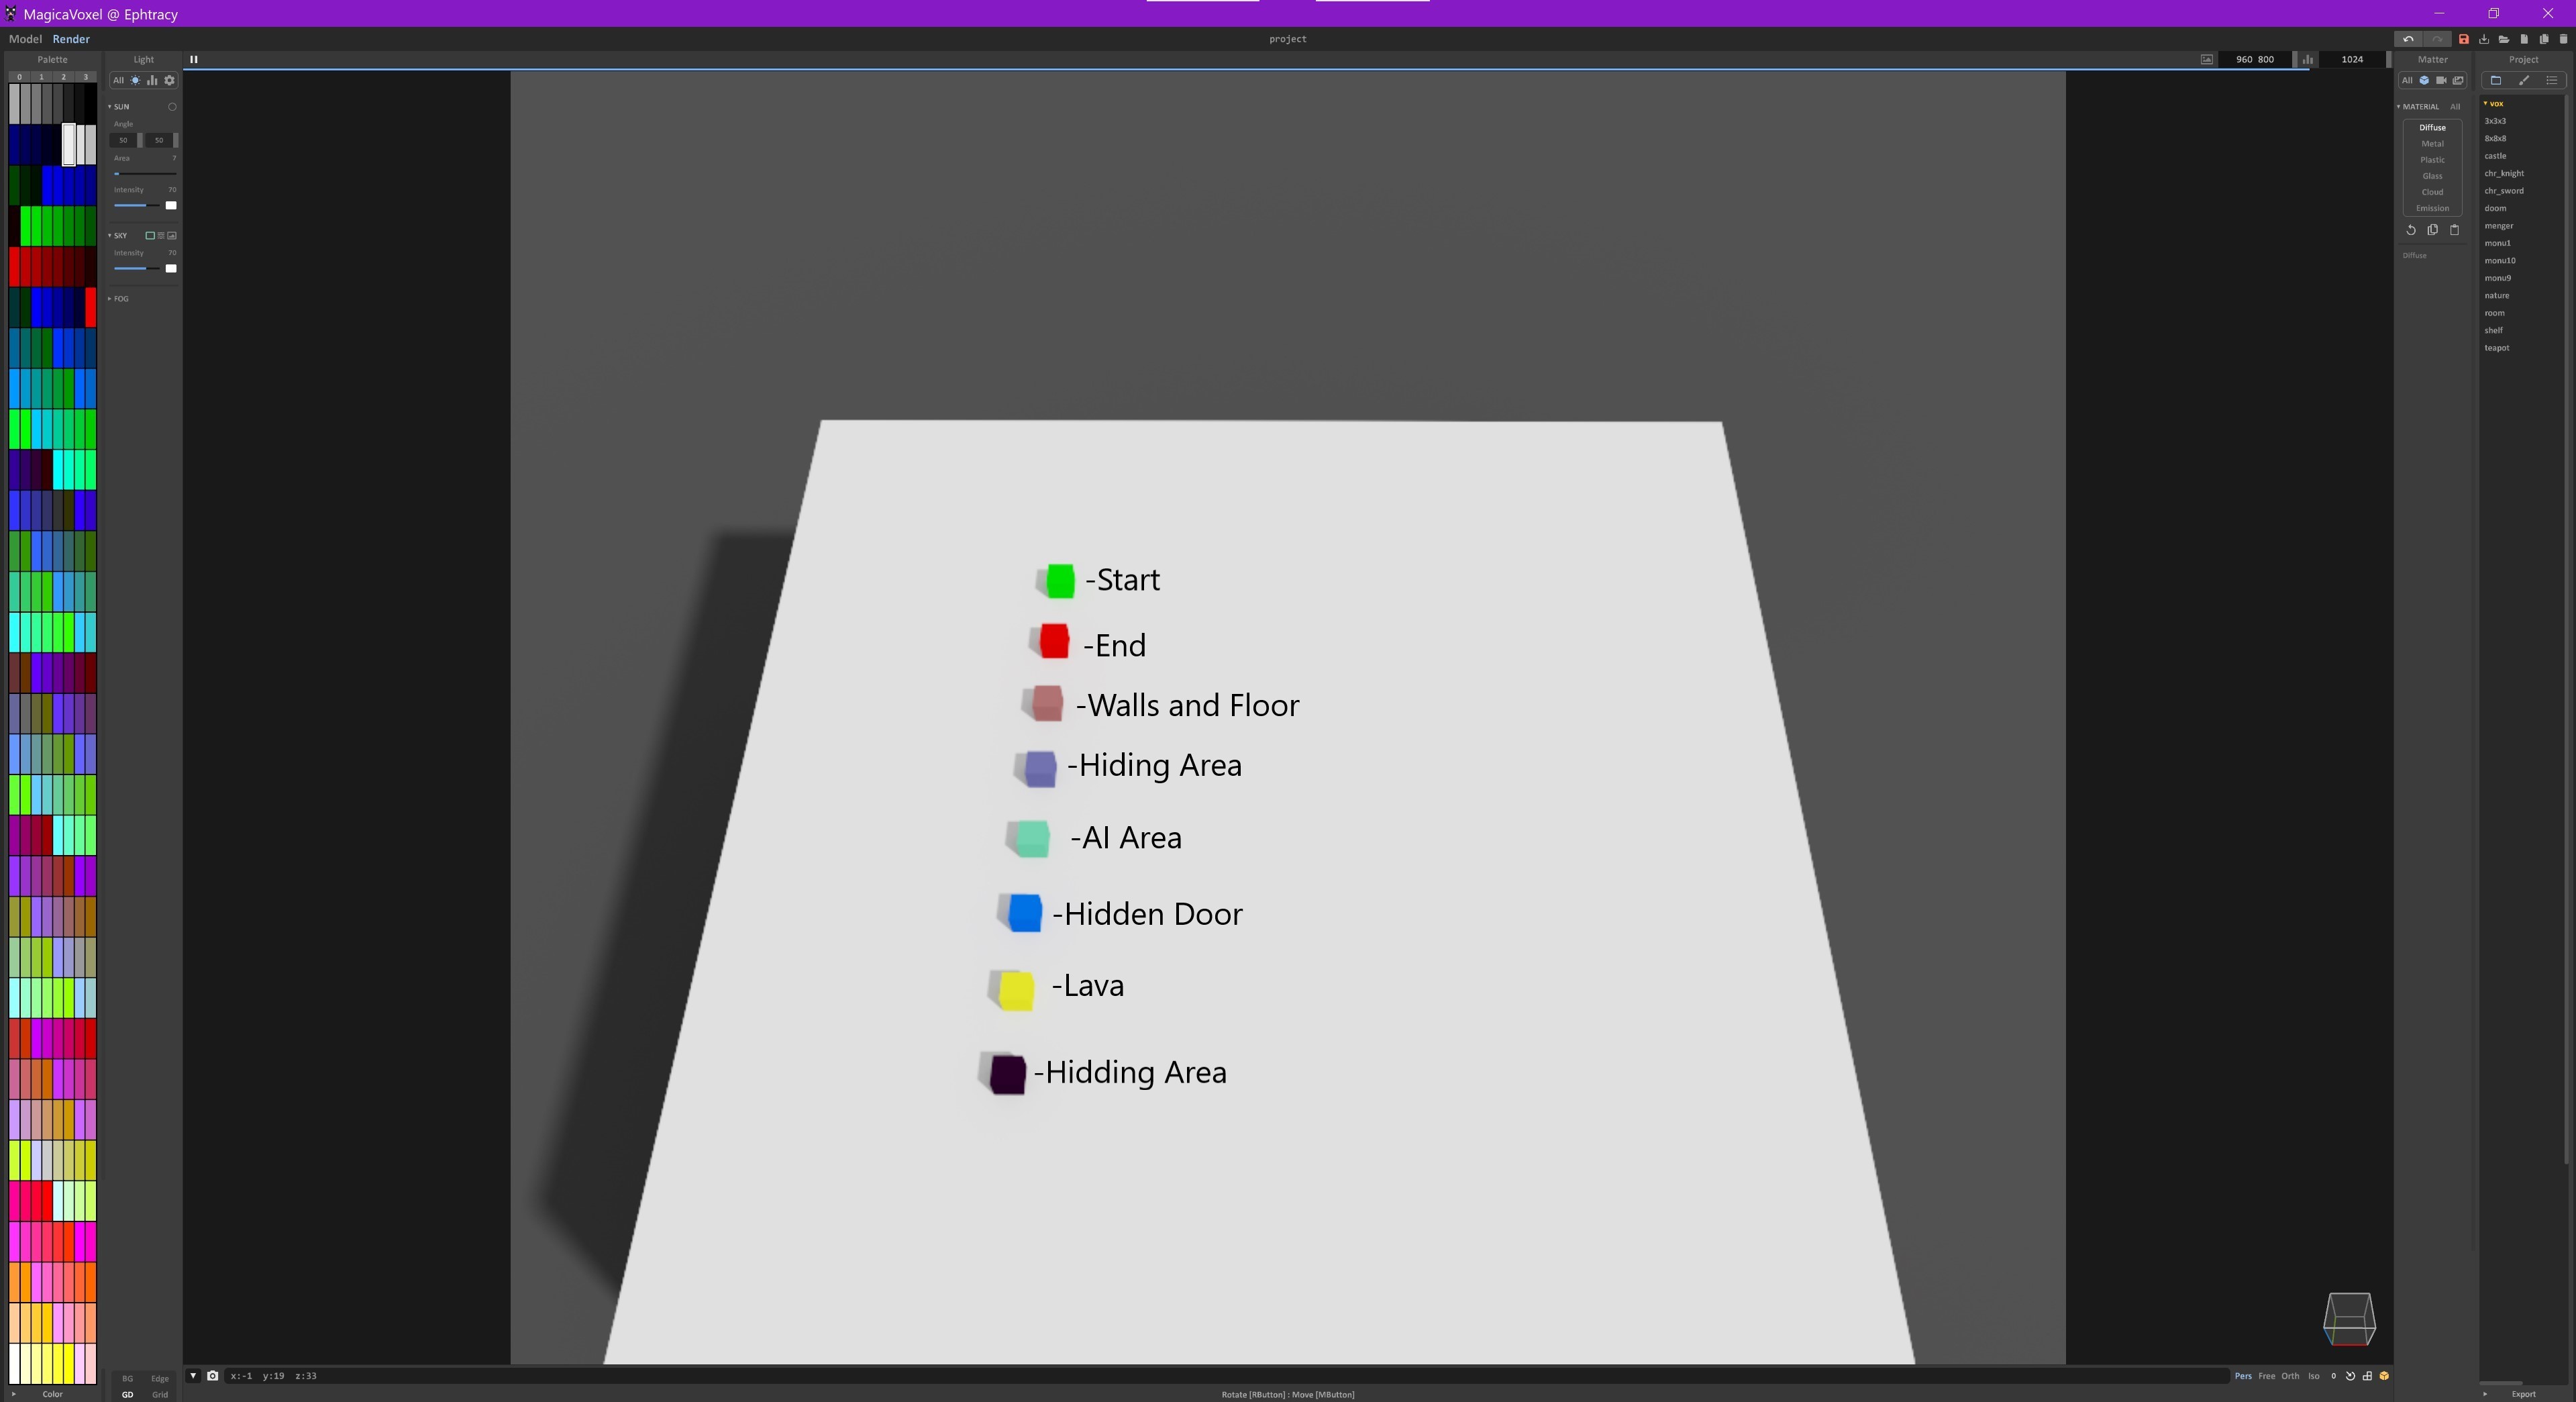 MagicaVoxel @ Ephtracy
Model Render
project
Palette
Light
960 800
1024
Matter
Project
0 1 2 3
All
All
SUN
MATERIAL All
vox
Angle
3x3x3
50 50
Diffuse
8x8x8
Metal
castle
Area 7
Plastic
chr_knight
Glass
chr_sword
Intensity 70
Cloud
doom
Emission
menger
SKY
monu1
Intensity 70
Diffuse
monu10
monu9
FOG
nature
room
shelf
teapot
-Start
-End
-Walls and Floor
-Hiding Area
-AI Area
-Hidden Door
-Lava
-Hidding Area
BG Edge
x:-1 y:19 z:33
Pers Free Orth Iso 0
Color
GD Grid
Rotate [RButton] : Move [MButton]
Export